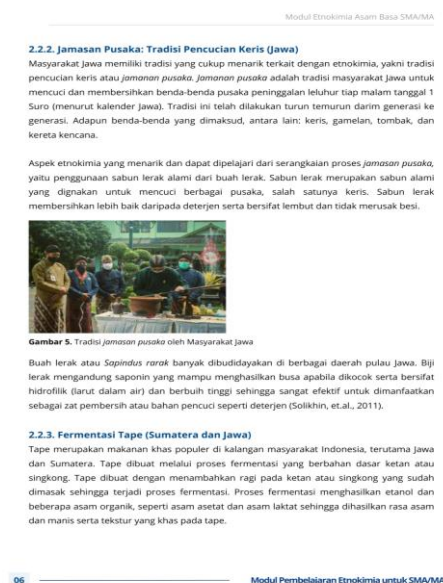 Modul Etnokimia Asam Basa SMA/MA
2.2.2. Jamasan Pusaka: Tradisi Pencucian Keris (Jawa)
Masyarakat Jawa memiliki tradisi yang cukup menarik terkait dengan etnokimia, yakni tradisi
pencucian keris atau jamonan pusaka. Jamonan pusaka adalah tradisi masyarakat Jawa untuk
mencuci dan membersihkan benda-benda pusaka peninggalan leluhur tiap malam tanggal 1
Suro (menurut kalender Jawa). Tradisi ini telah dilakukan turun temurun darim generasi ke
generasi. Adapun benda-benda yang dimaksud, antara lain: keris, gamelan, tombak, dan
kereta kencana.
Aspek etnokimia yang menarik dan dapat dipelajari dari serangkaian proses jamasan pusaka,
yaitu penggunaan sabun lerak alami dari buah lerak. Sabun lerak merupakan sabun alami
yang dignakan untuk mencuci berbagai pusaka, salah satunya keris. Sabun lerak
membersihkan lebih baik daripada deterjen serta bersifat lembut dan tidak merusak besi.
Gambar 5. Tradisi jamasan pusaka oleh Masyarakat Jawa
Buah lerak atau Sapindus rarak banyak dibudidayakan di berbagai daerah pulau Jawa. Biji
lerak mengandung saponin yang mampu menghasilkan busa apabila dikocok serta bersifat
hidrofilik (larut dalam air) dan berbuih tinggi sehingga sangat efektif untuk dimanfaatkan
sebagai zat pembersih atau bahan pencuci seperti deterjen (Solikhin, et.al., 2011).
2.2.3. Fermentasi Tape (Sumatera dan Jawa)
Tape merupakan makanan khas populer di kalangan masyarakat Indonesia, terutama Jawa
dan Sumatera. Tape dibuat melalui proses fermentasi yang berbahan dasar ketan atau
singkong. Tape dibuat dengan menambahkan ragi pada ketan atau singkong yang sudah
dimasak sehingga terjadi proses fermentasi. Proses fermentasi menghasilkan etanol dan
beberapa asam organik, seperti asam asetat dan asam laktat sehingga dihasilkan rasa asam
dan manis serta tekstur yang khas pada tape.
06
Modul Pembelajaran Etnokimia untuk SMA/MA